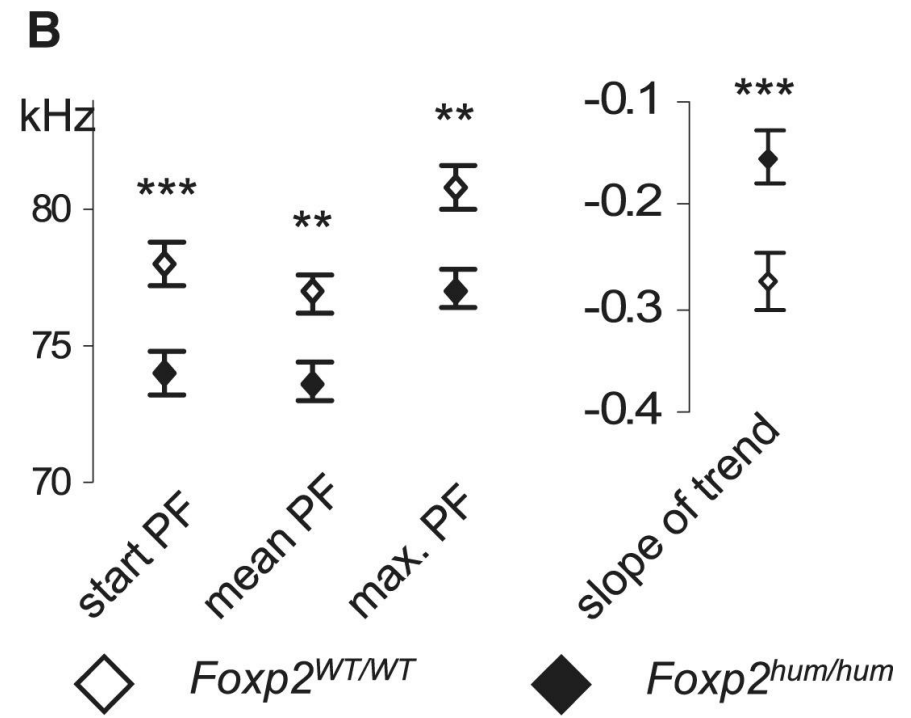 B
kHz
80
75
70
***
**
**
-0.1
-0.2
-0.3
-0.4
***
start PF
mean PF
max. PF
slope of trend
Foxp2WT/WT
Foxp2hum/hum